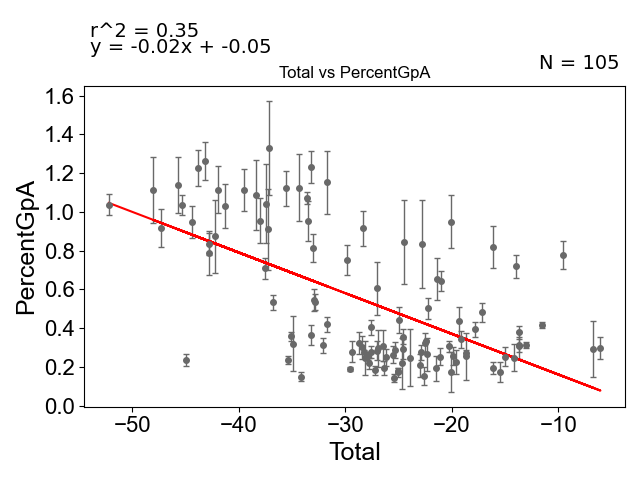 r^2 = 0.35
y = -0.02x + -0.05
N = 105
Total vs PercentGpA
1.6
1.4
1.2
1.0
0.8
0.6
0.4
0.2
0.0
PercentGpA
−50 −40 −30 −20 −10
Total